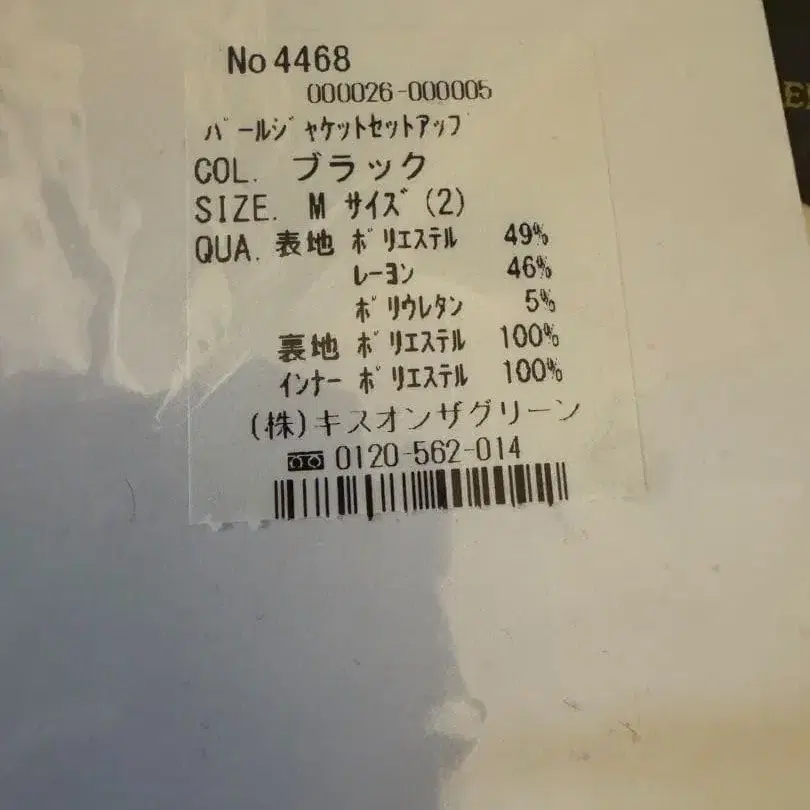 No 4468
000026-000005
ﾊﾟｰﾙｼﾞｬｹｯﾄｾｯﾄｱｯﾌﾟ
COL. ブラック
SIZE. M ｻｲｽﾞ (2)
QUA. 表地 ﾎﾟﾘｴｽﾃﾙ 49%
ﾚｰﾖﾝ 46%
ﾎﾟﾘｳﾚﾀﾝ 5%
裏地 ﾎﾟﾘｴｽﾃﾙ 100%
ｲﾝﾅｰ ﾎﾟﾘｴｽﾃﾙ 100%
(株)キスオンザグリーン
0120-562-014